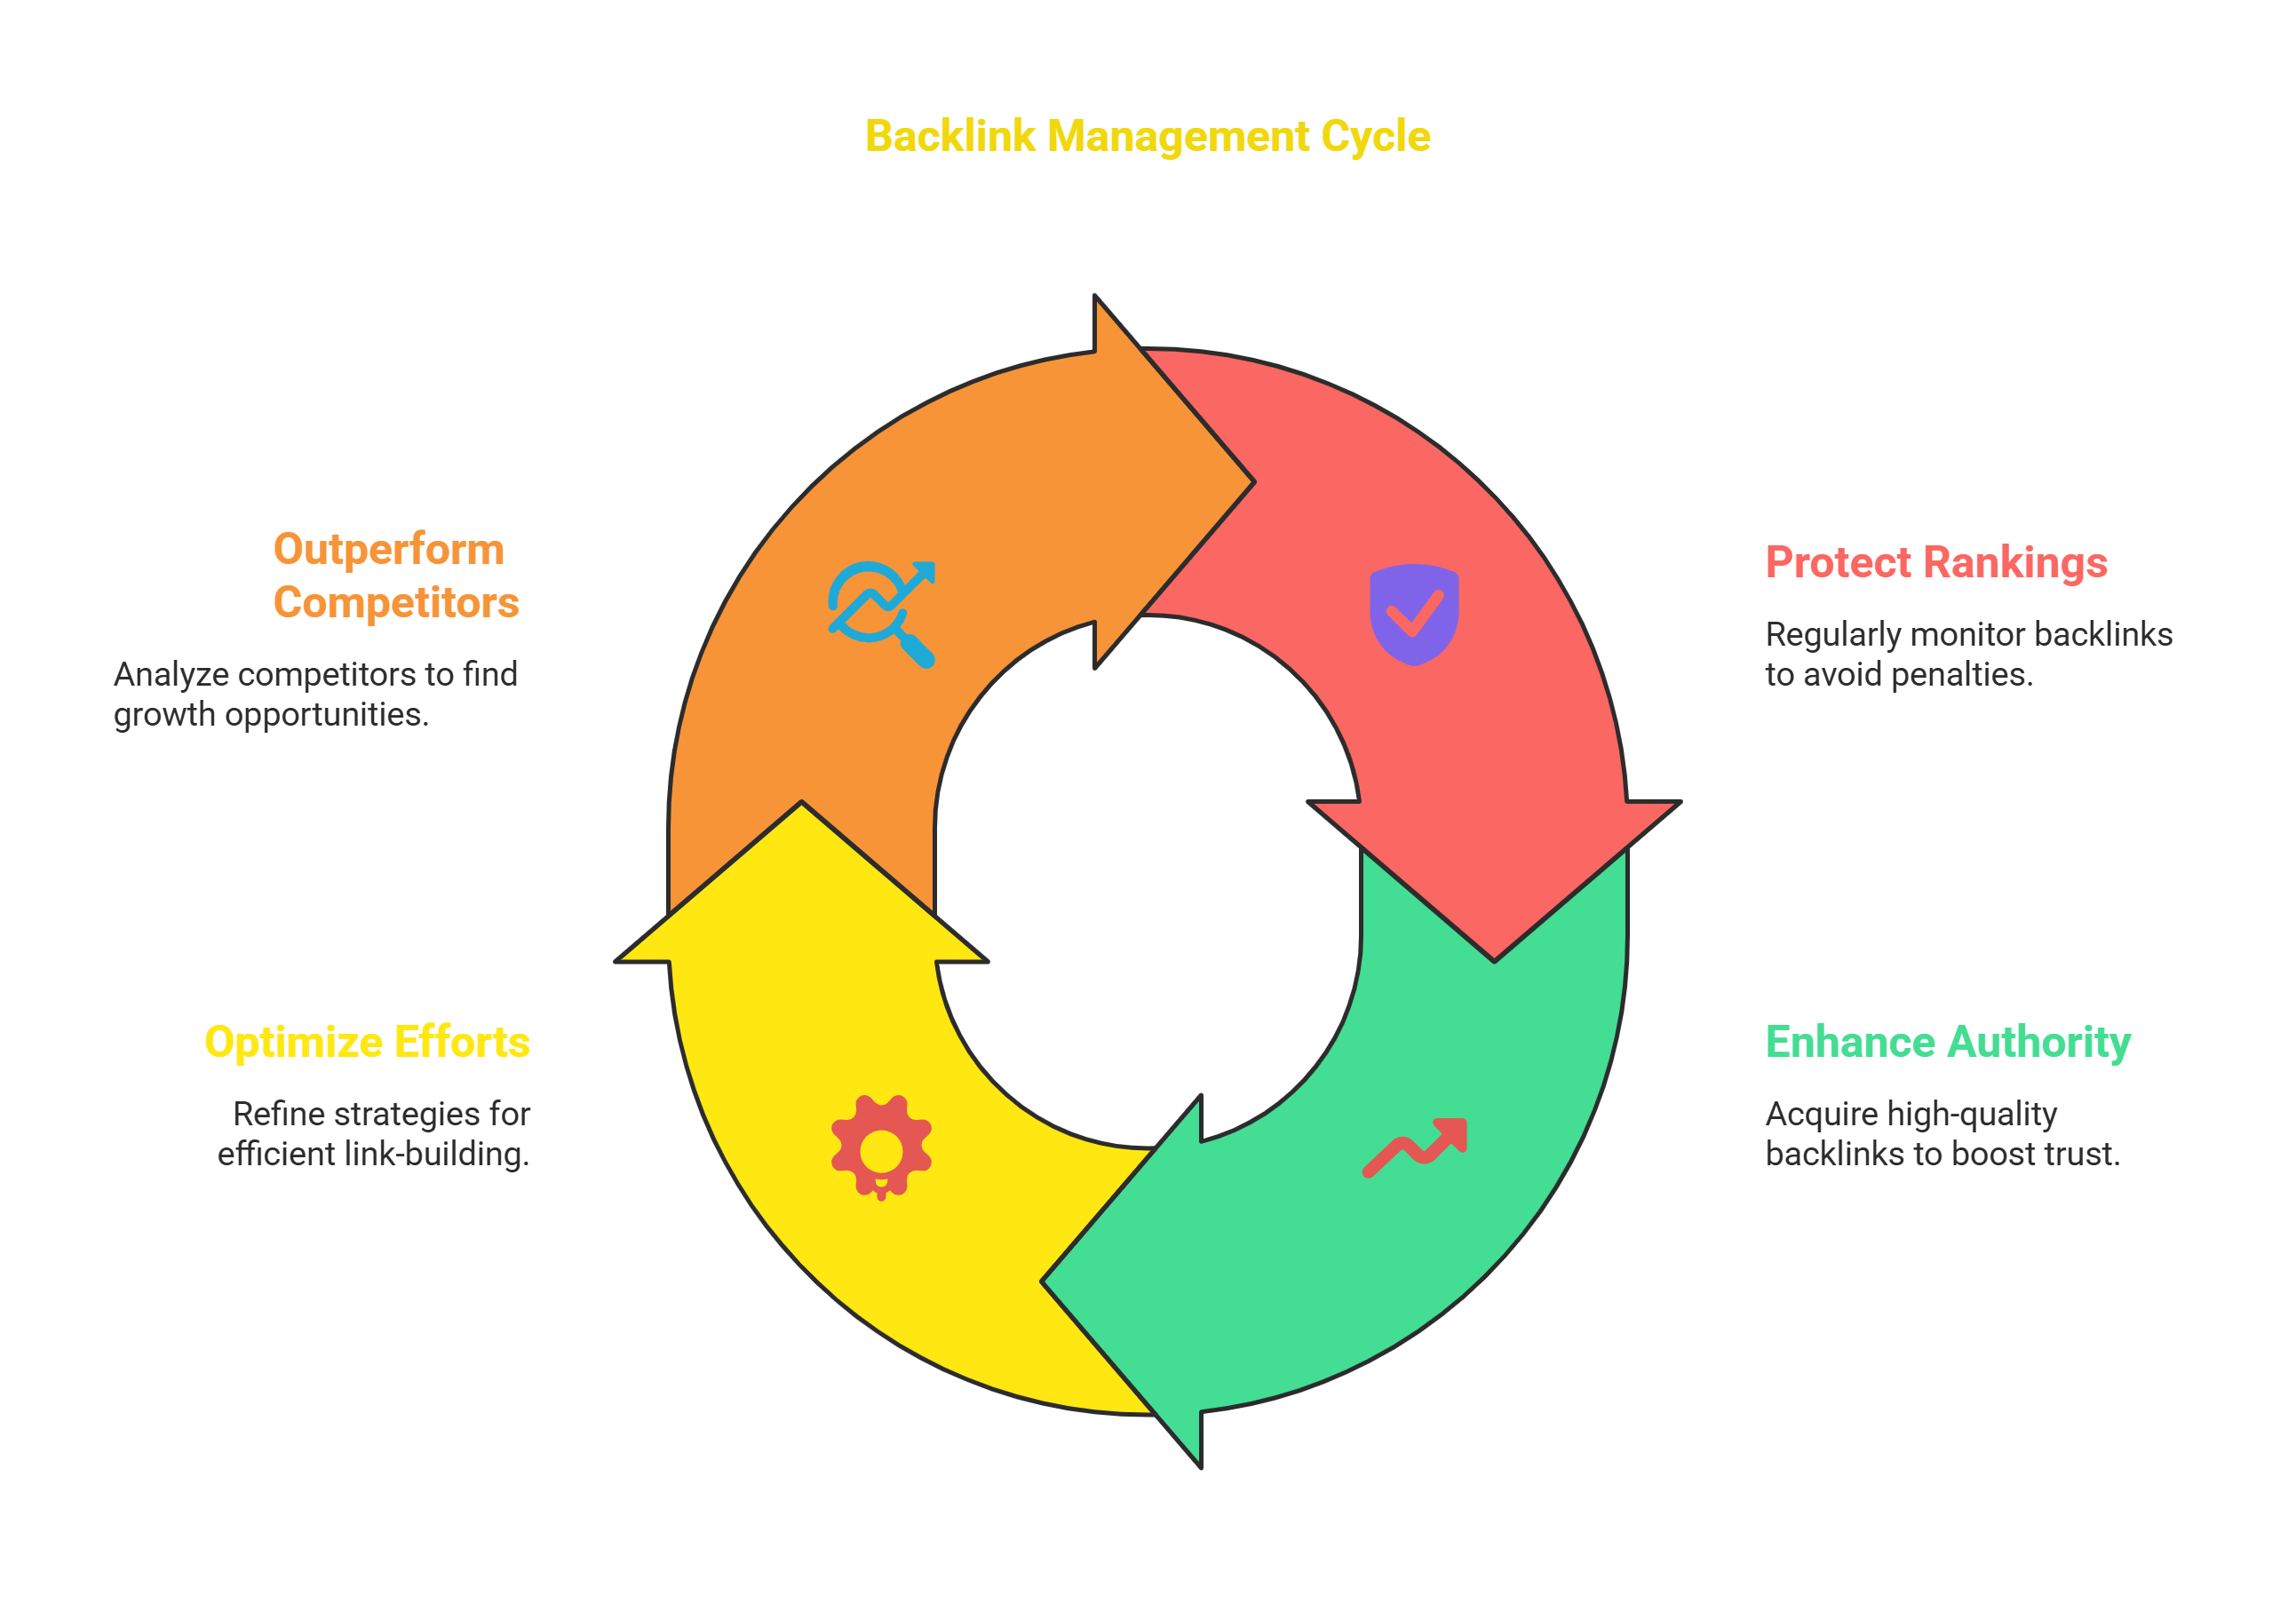 Backlink Management Cycle
Outperform
Competitors
Analyze competitors to find
growth opportunities.
Protect Rankings
Regularly monitor backlinks
to avoid penalties.
Optimize Efforts
Refine strategies for
efficient link-building.
Enhance Authority
Acquire high-quality
backlinks to boost trust.